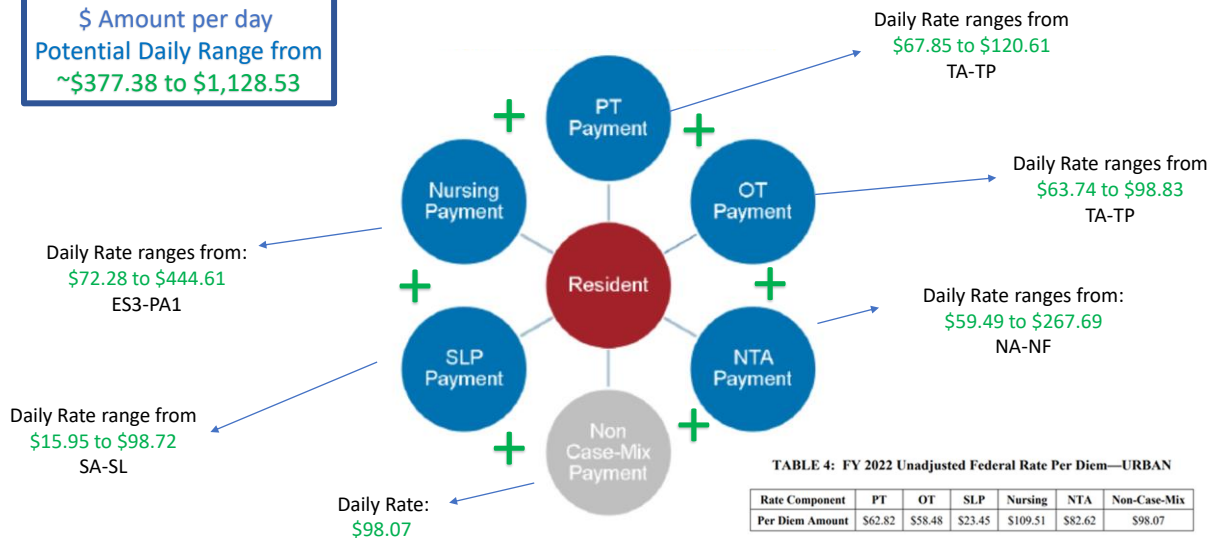 $ Amount per day
Potential Daily Range from
~$377.38 to $1,128.53
Daily Rate ranges from
$67.85 to $120.61
TA-TP
PT
Payment
Nursing
Payment
OT
Payment
Daily Rate ranges from
$63.74 to $98.83
TA-TP
Daily Rate ranges from:
$72.28 to $444.61
ES3-PA1
Resident
Daily Rate ranges from:
$59.49 to $267.69
NA-NF
SLP
Payment
NTA
Payment
Daily Rate range from
$15.95 to $98.72
SA-SL
Non
Case-Mix
Payment
Daily Rate:
$98.07
TABLE 4: FY 2022 Unadjusted Federal Rate Per Diem—URBAN
Rate Component PT OT SLP Nursing NTA Non-Case-Mix
Per Diem Amount $62.82 $58.48 $23.45 $109.51 $82.62 $98.07